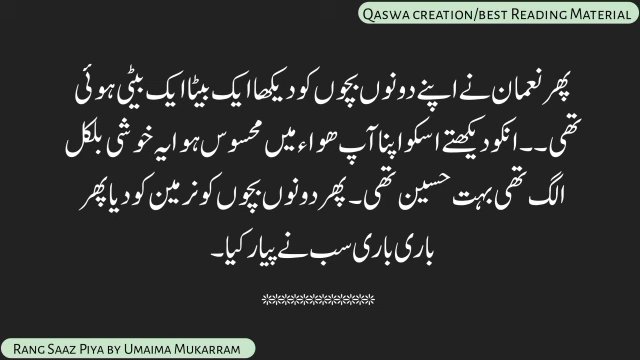 Qaswa creation/best Reading Material
پھر نعمان نے اپنے دونوں بچوں کو دیکھا ایک بیٹا ایک بیٹی ہوئی
تھی۔۔انکو دیکھتے اسکو اپنا آپ ھواء میں محسوس ہوا یہ خوشی بلکل
الگ تھی بہت حسین تھی۔پھر دونوں بچوں کو نرمین کو دیا پھر
باری باری سب نے پیار کیا۔
Rang Saaz Piya by Umaima Mukarram